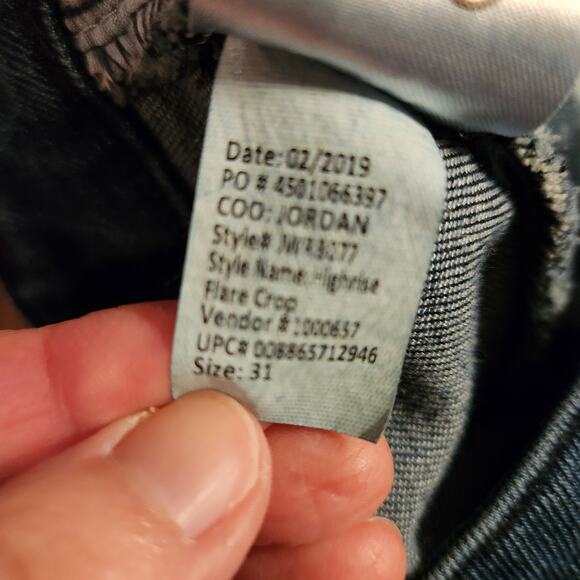 Date: 02/2019
PO # 4501066397
COO: JORDAN
Style#
Style Name: Highrise
Flare Crop
Vendor # 1000657
UPC# 008865712946
Size: 31